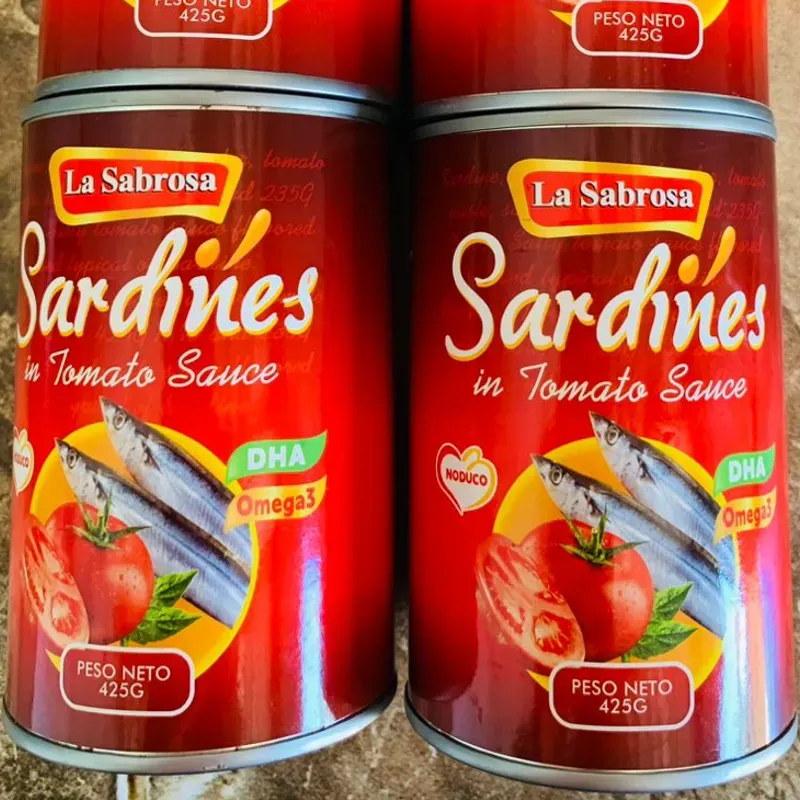 PESO NETO
425G
PESO NETO
425G
La Sabrosa
Sardines
in Tomato Sauce
DHA
Omega3
PESO NETO
425G
La Sabrosa
Sardines
in Tomato Sauce
NODUCO
DHA
Omega3
PESO NETO
425G